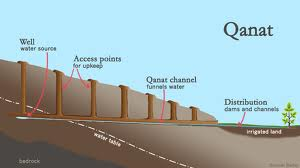 Qanat
Well
water source
Access points
for upkeep
Qanat channel
funnels water
Distribution
dams and channels
irrigated land
water table
bedrock